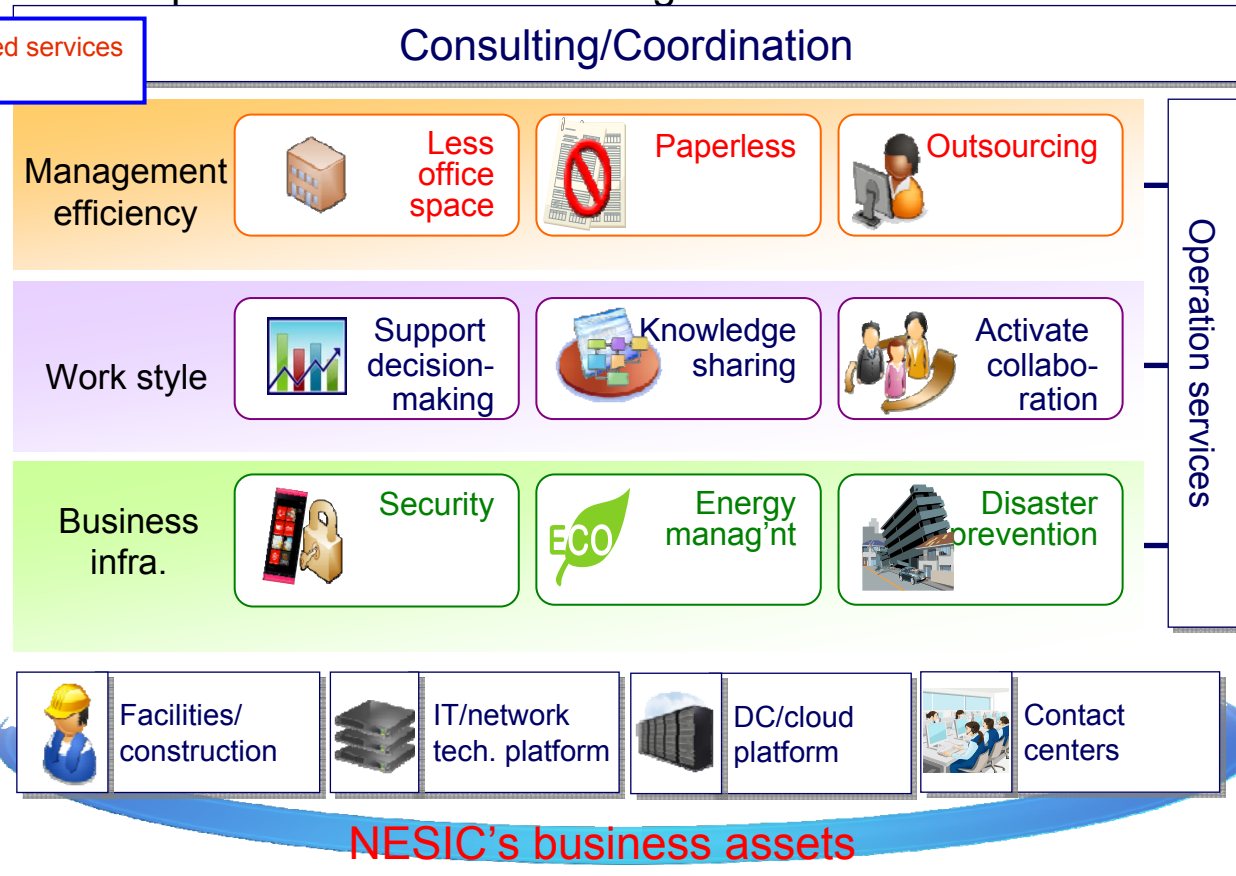 ed services
Consulting/Coordination
Management
efficiency
Less
office
space
Paperless
Outsourcing
Work style
Support
decision-
making
Knowledge
sharing
Activate
collabo-
ration
Business
infra.
Security
ECO
Energy
managʼnt
Disaster
prevention
Operation services
Facilities/
construction
IT/network
tech. platform
DC/cloud
platform
Contact
centers
NESIC’s business assets